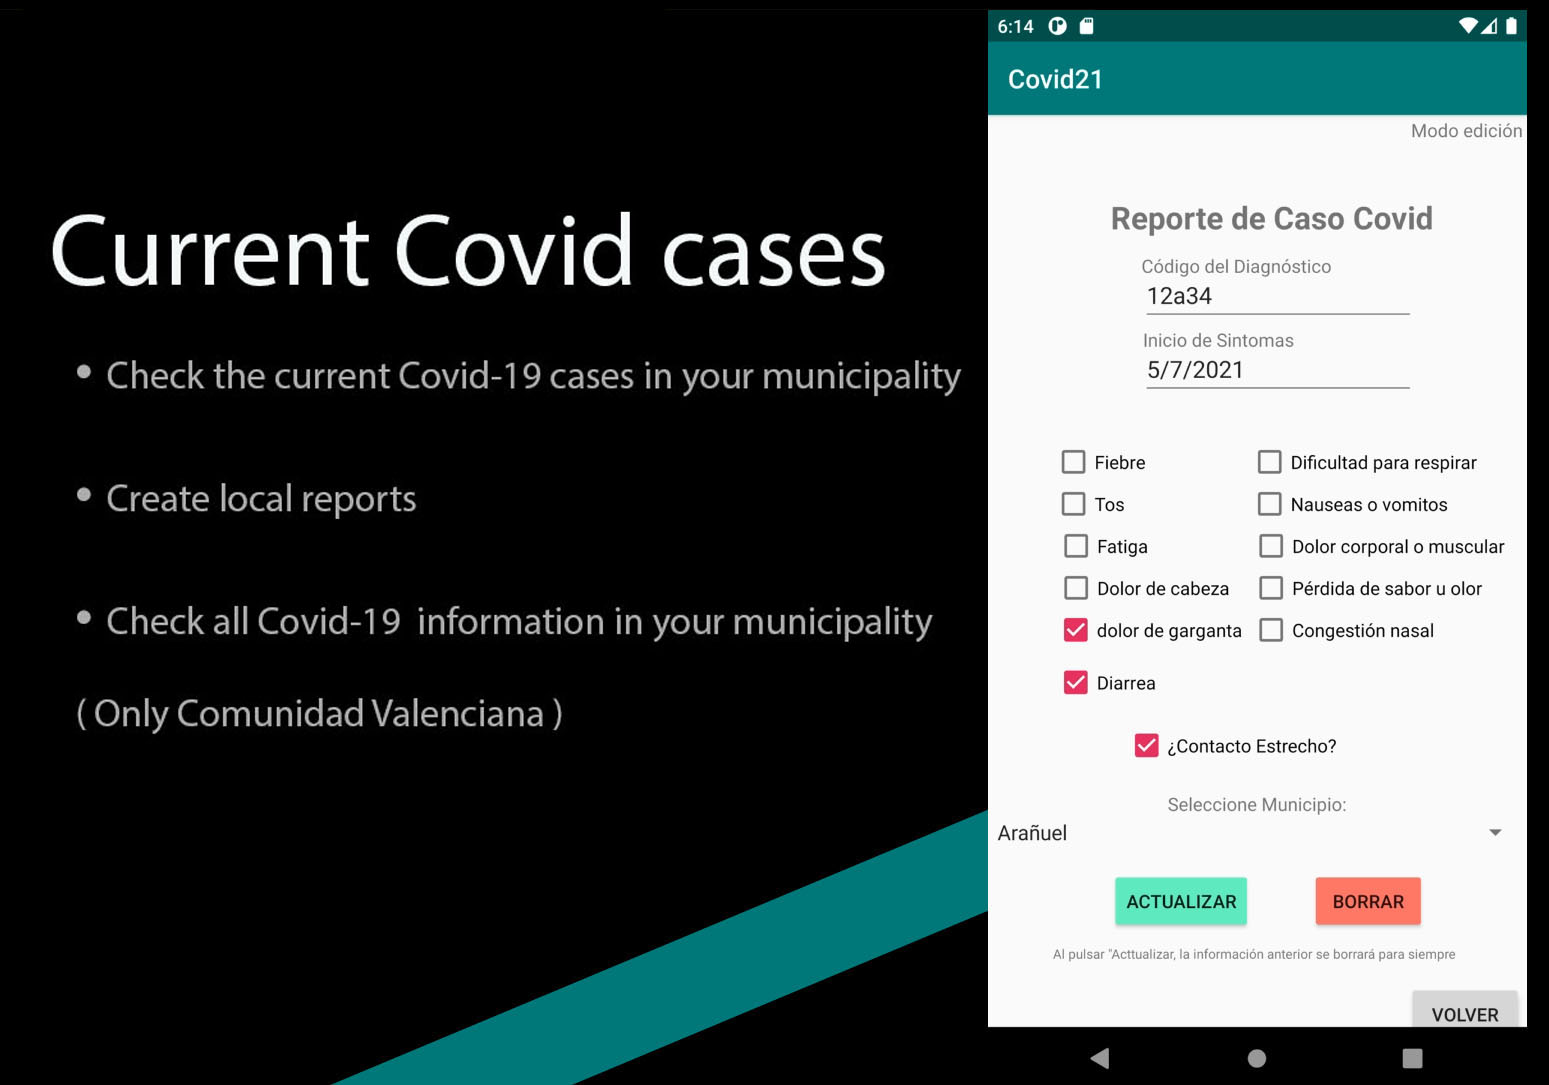 Current Covid cases
• Check the current Covid-19 cases in your municipality
• Create local reports
• Check all Covid-19  information in your municipality
( Only Comunidad Valenciana )
6:14
Covid21
Modo edición
Reporte de Caso Covid
Código del Diagnóstico
12a34
Inicio de Sintomas
5/7/2021
Fiebre
Dificultad para respirar
Tos
Nauseas o vomitos
Fatiga
Dolor corporal o muscular
Dolor de cabeza
Pérdida de sabor u olor
dolor de garganta
Congestión nasal
Diarrea
¿Contacto Estrecho?
Seleccione Municipio:
Arañuel
ACTUALIZAR
BORRAR
Al pulsar "Acttualizar, la información anterior se borrará para siempre
VOLVER